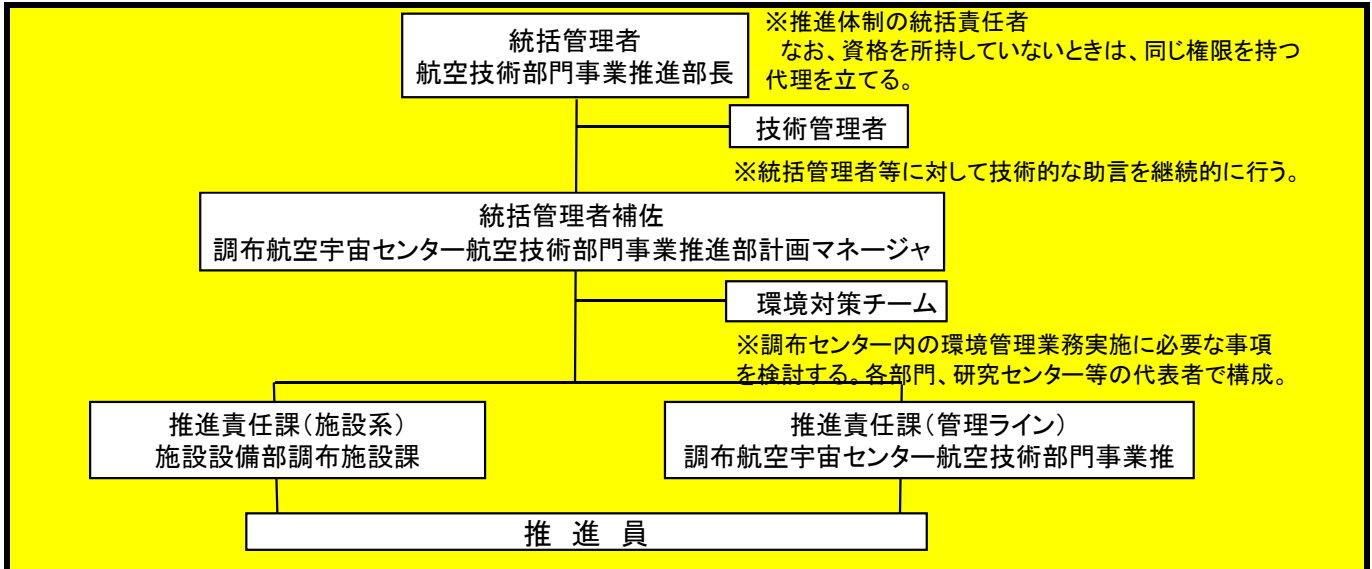 統括管理者
航空技術部門事業推進部長
※推進体制の統括責任者
なお、資格を所持していないときは、同じ権限を持つ
代理を立てる。
技術管理者
※統括管理者等に対して技術的な助言を継続的に行う。
統括管理者補佐
調布航空宇宙センター航空技術部門事業推進部計画マネージャ
環境対策チーム
※調布センター内の環境管理業務実施に必要な事項
を検討する。各部門、研究センター等の代表者で構成。
推進責任課(施設系)
施設設備部調布施設課
推進責任課(管理ライン)
調布航空宇宙センター航空技術部門事業推
推 進 員